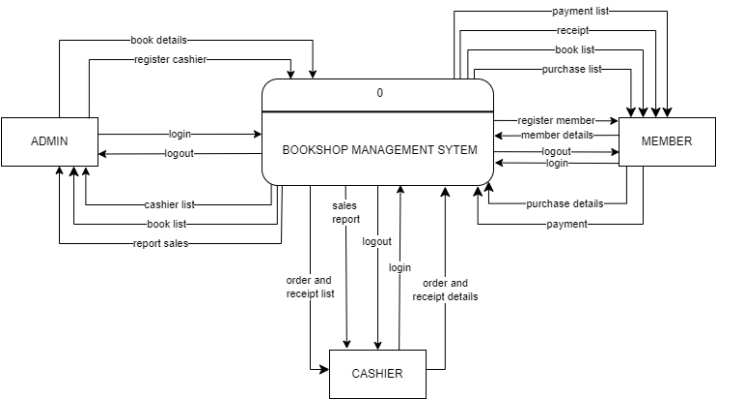 payment list
receipt
book details
book list
register cashier
purchase list
0
register member
login
member details
ADMIN
BOOKSHOP MANAGEMENT SYTEM
MEMBER
logout
logout
login
cashier list
sales
report
purchase details
book list
payment
report sales
logout
login
order and
receipt list
order and
receipt details
CASHIER